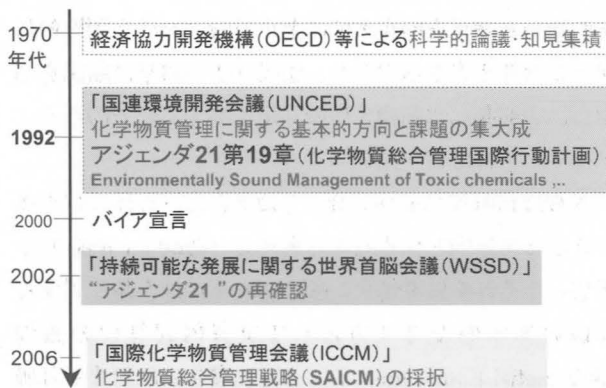 1970
年代
経済協力開発機構(OECD)等による科学的論議・知見集積
1992
「国連環境開発会議(UNCED)」
化学物質管理に関する基本的方向と課題の集大成
アジェンダ21第19章(化学物質総合管理国際行動計画)
Environmentally Sound Management of Toxic chemicals ,..
2000
バイア宣言
2002
「持続可能な発展に関する世界首脳会議(WSSD)」
“アジェンダ21 ”の再確認
2006
「国際化学物質管理会議(ICCM)」
化学物質総合管理戦略(SAICM)の採択